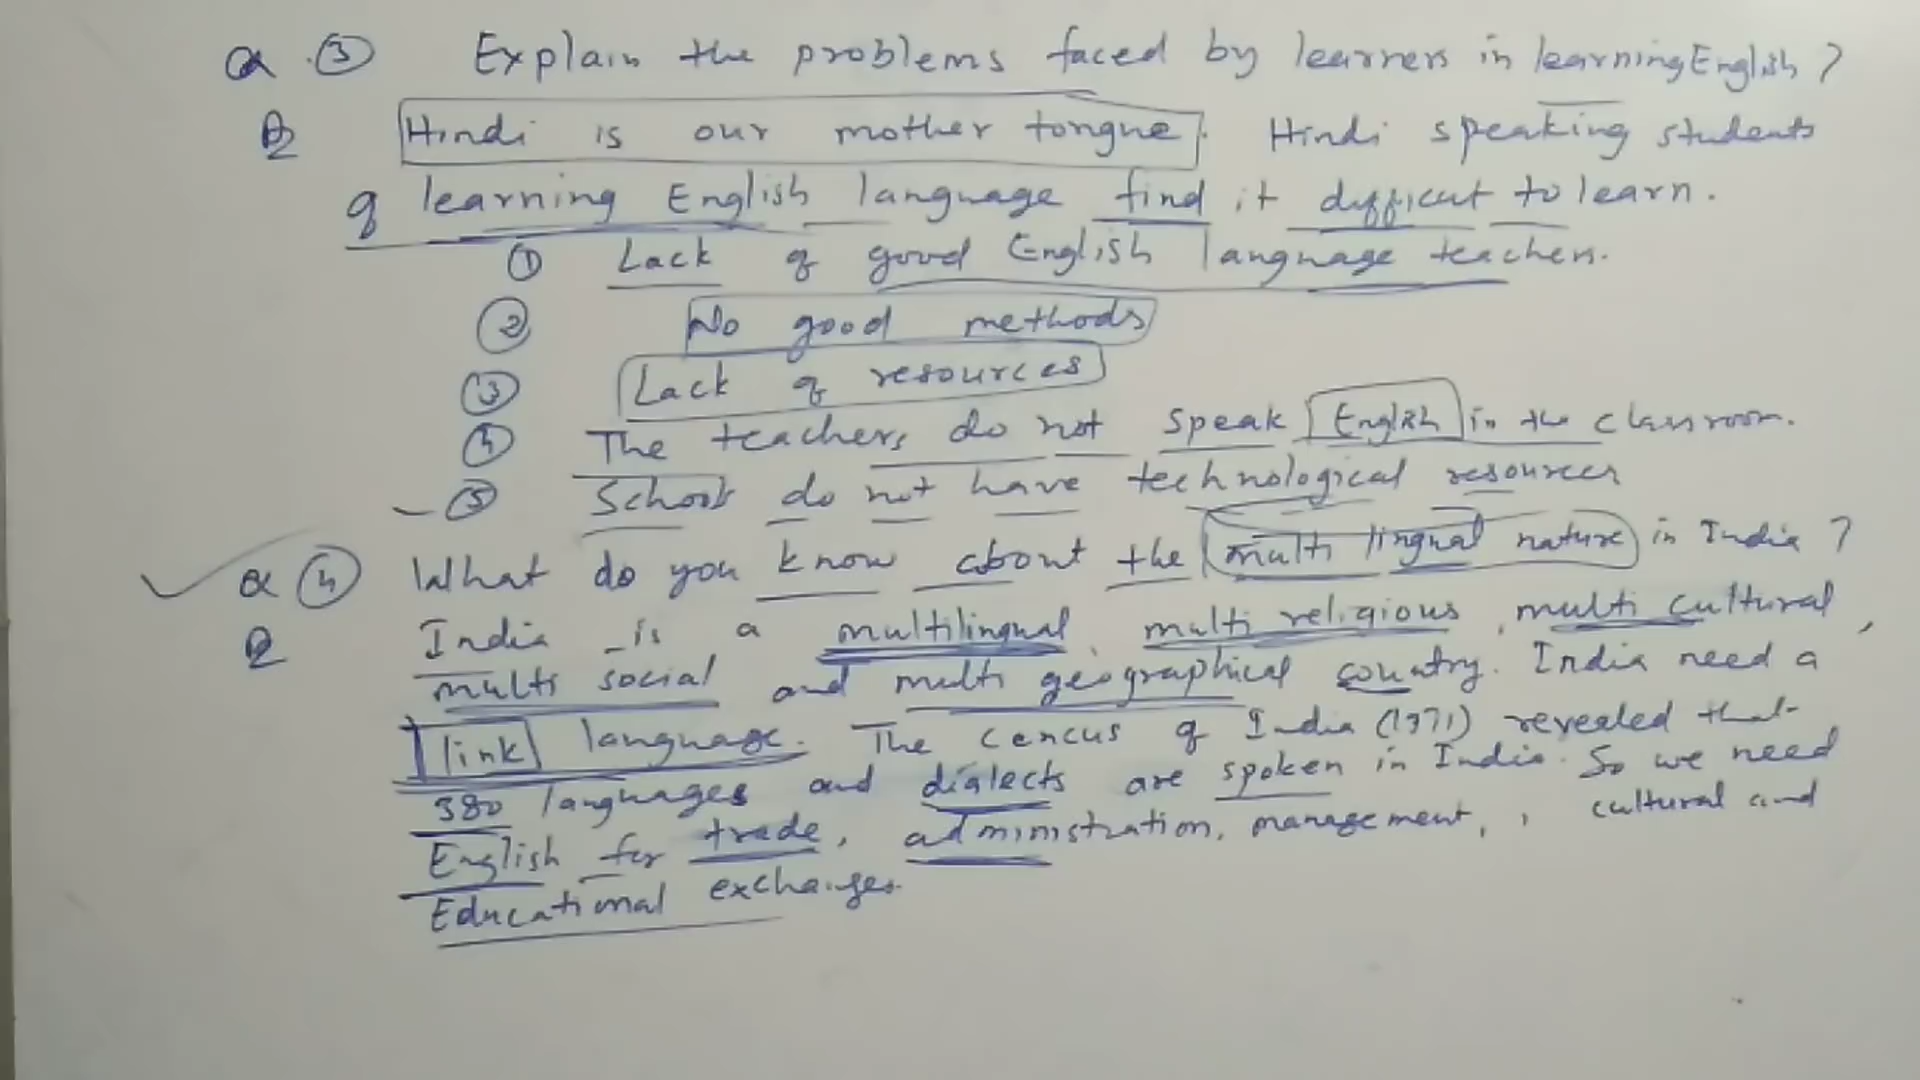 Q. ③ Explain the problems faced by learners in learning English ?
Hindi is our mother tongue. Hindi speaking students
of learning English language find it difficult to learn.
① Lack of good English language teachers.
② No good methods
③ Lack of resources
④ The teachers do not speak English in the classroom.
⑤ Schools do not have technological resources
Q ④ What do you know about the multi lingual nature in India ?
India is a multilingual, multi religious, multi cultural,
multi social and multi geographical country. India need a
link language. The cencus of India (1971) revealed that
380 languages and dialects are spoken in India. So we need
English for trade, administration, management, , cultural and
Educational exchanges.